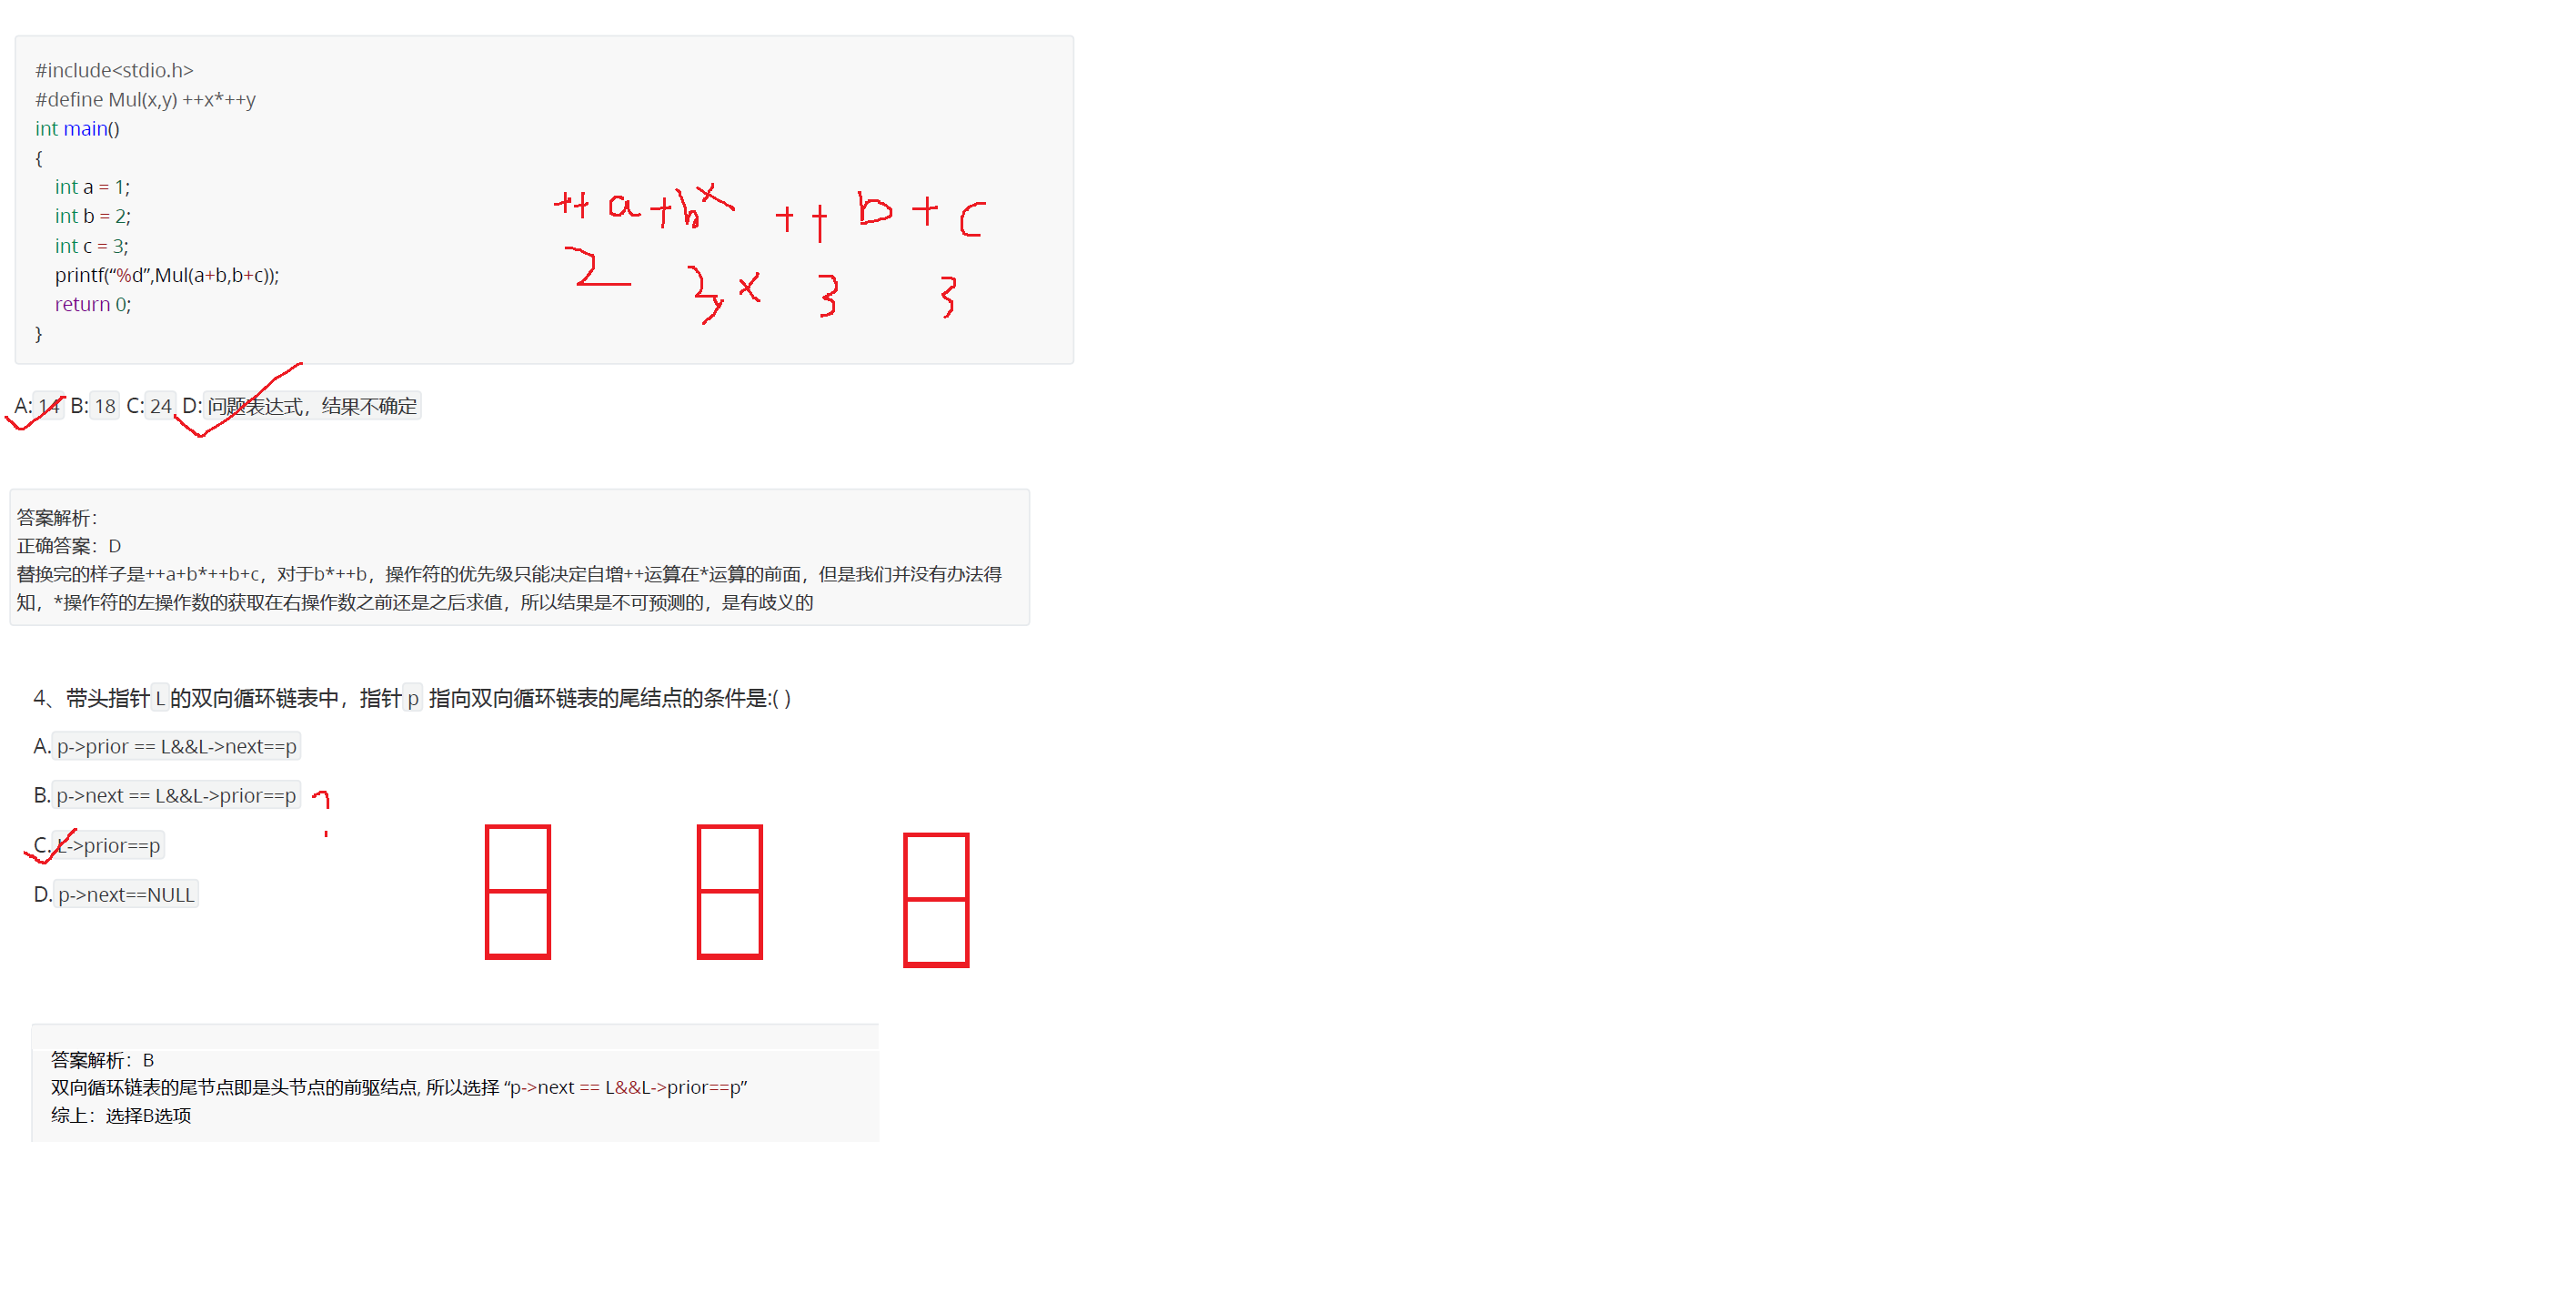 #include<stdio.h>
#define Mul(x,y) ++x*++y
int main()
{
int a = 1;
int b = 2;
int c = 3;
printf(“%d”,Mul(a+b,b+c));
return 0;
}
++ a+b× ++ b + c
2 × 3 3
A:14 B:18 C:24 D:问题表达式，结果不确定
答案解析：
正确答案：D
替换完的样子是++a+b*++b+c，对于b*++b，操作符的优先级只能决定自增++运算在*运算的前面，但是我们并没有办法得
知，*操作符的左操作数的获取在右操作数之前还是之后求值，所以结果是不可预测的，是有歧义的
4、带头指针L的双向循环链表中，指针p 指向双向循环链表的尾结点的条件是:( )
A.p->prior == L&&L->next==p
B.p->next == L&&L->prior==p ?
C.L->prior==p
D.p->next==NULL
答案解析：B
双向循环链表的尾节点即是头节点的前驱结点, 所以选择 “p->next == L&&L->prior==p”
综上：选择B选项